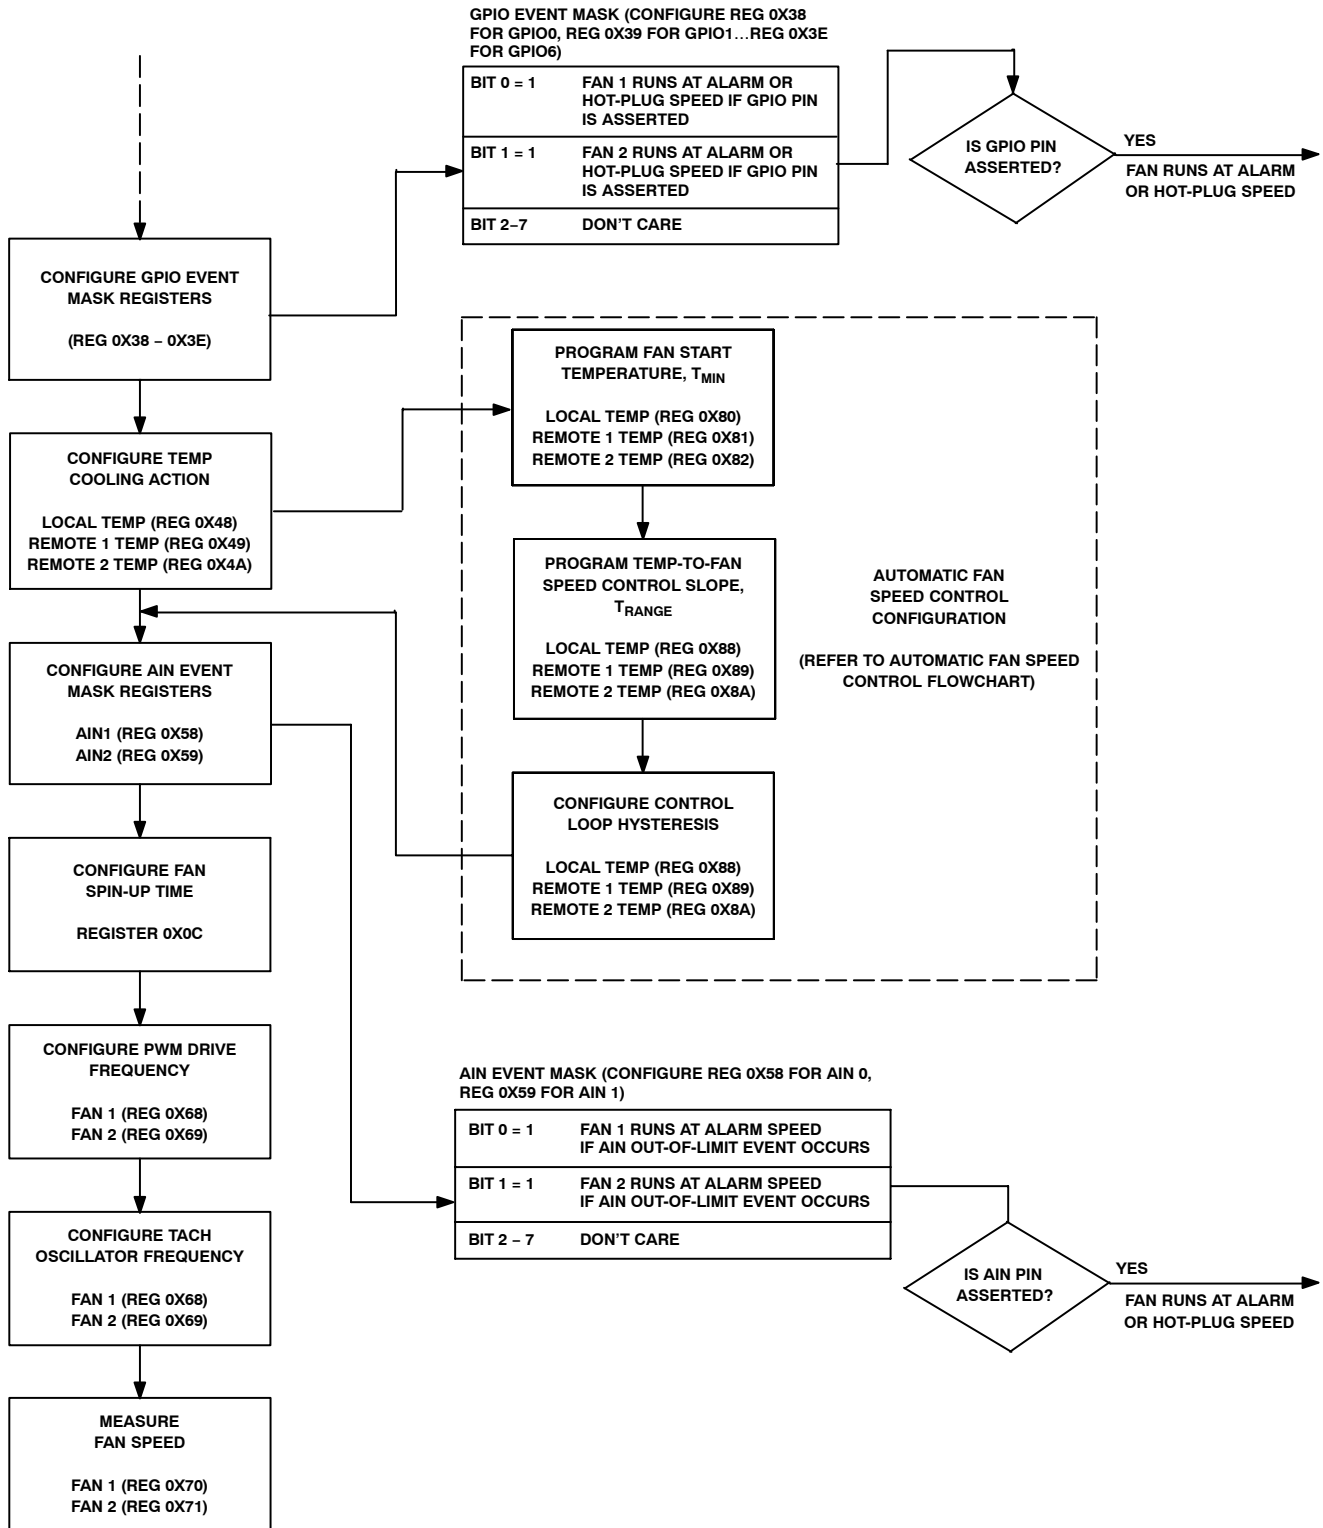 GPIO EVENT MASK (CONFIGURE REG 0X38
FOR GPIO0, REG 0X39 FOR GPIO1...REG 0X3E
FOR GPIO6)
BIT 0 = 1 FAN 1 RUNS AT ALARM OR
HOT-PLUG SPEED IF GPIO PIN
IS ASSERTED
BIT 1 = 1 FAN 2 RUNS AT ALARM OR
HOT-PLUG SPEED IF GPIO PIN
IS ASSERTED
BIT 2–7 DON'T CARE
IS GPIO PIN
ASSERTED?
YES
FAN RUNS AT ALARM
OR HOT-PLUG SPEED
CONFIGURE GPIO EVENT
MASK REGISTERS
(REG 0X38 – 0X3E)
CONFIGURE TEMP
COOLING ACTION
LOCAL TEMP (REG 0X48)
REMOTE 1 TEMP (REG 0X49)
REMOTE 2 TEMP (REG 0X4A)
PROGRAM FAN START
TEMPERATURE, TMIN
LOCAL TEMP (REG 0X80)
REMOTE 1 TEMP (REG 0X81)
REMOTE 2 TEMP (REG 0X82)
PROGRAM TEMP-TO-FAN
SPEED CONTROL SLOPE,
TRANGE
LOCAL TEMP (REG 0X88)
REMOTE 1 TEMP (REG 0X89)
REMOTE 2 TEMP (REG 0X8A)
CONFIGURE CONTROL
LOOP HYSTERESIS
LOCAL TEMP (REG 0X88)
REMOTE 1 TEMP (REG 0X89)
REMOTE 2 TEMP (REG 0X8A)
AUTOMATIC FAN
SPEED CONTROL
CONFIGURATION
(REFER TO AUTOMATIC FAN SPEED
CONTROL FLOWCHART)
CONFIGURE AIN EVENT
MASK REGISTERS
AIN1 (REG 0X58)
AIN2 (REG 0X59)
CONFIGURE FAN
SPIN-UP TIME
REGISTER 0X0C
CONFIGURE PWM DRIVE
FREQUENCY
FAN 1 (REG 0X68)
FAN 2 (REG 0X69)
CONFIGURE TACH
OSCILLATOR FREQUENCY
FAN 1 (REG 0X68)
FAN 2 (REG 0X69)
MEASURE
FAN SPEED
FAN 1 (REG 0X70)
FAN 2 (REG 0X71)
AIN EVENT MASK (CONFIGURE REG 0X58 FOR AIN 0,
REG 0X59 FOR AIN 1)
BIT 0 = 1 FAN 1 RUNS AT ALARM SPEED
IF AIN OUT-OF-LIMIT EVENT OCCURS
BIT 1 = 1 FAN 2 RUNS AT ALARM SPEED
IF AIN OUT-OF-LIMIT EVENT OCCURS
BIT 2 – 7 DON'T CARE
IS AIN PIN
ASSERTED?
YES
FAN RUNS AT ALARM
OR HOT-PLUG SPEED